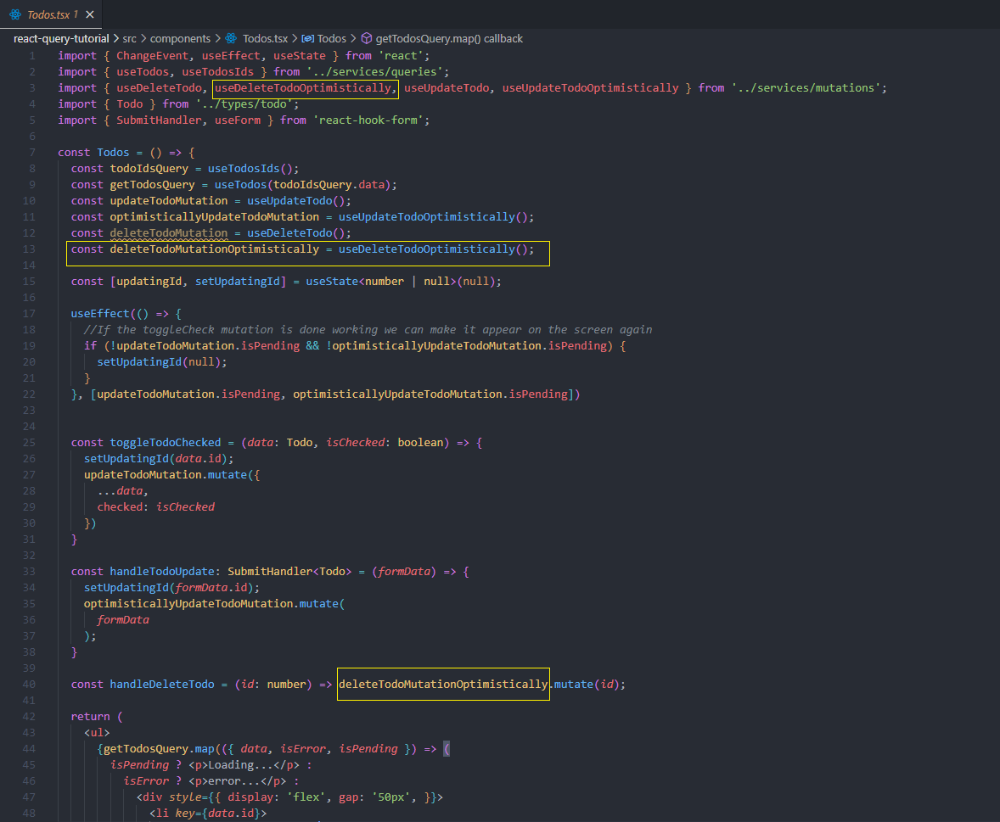 Todos.tsx 1 ×
react-query-tutorial > src > components > Todos.tsx > Todos > getTodosQuery.map() callback
1 import { ChangeEvent, useEffect, useState } from 'react';
2 import { useTodos, useTodosIds } from '../services/queries';
3 import { useDeleteTodo, useDeleteTodoOptimistically, useUpdateTodo, useUpdateTodoOptimistically } from '../services/mutations';
4 import { Todo } from '../types/todo';
5 import { SubmitHandler, useForm } from 'react-hook-form';
6
7 const Todos = () => {
8   const todoIdsQuery = useTodosIds();
9   const getTodosQuery = useTodos(todoIdsQuery.data);
10   const updateTodoMutation = useUpdateTodo();
11   const optimisticallyUpdateTodoMutation = useUpdateTodoOptimistically();
12   const deleteTodoMutation = useDeleteTodo();
13   const deleteTodoMutationOptimistically = useDeleteTodoOptimistically();
14
15   const [updatingId, setUpdatingId] = useState<number | null>(null);
16
17   useEffect(() => {
18     //If the toggleCheck mutation is done working we can make it appear on the screen again
19     if (!updateTodoMutation.isPending && !optimisticallyUpdateTodoMutation.isPending) {
20       setUpdatingId(null);
21     }
22   }, [updateTodoMutation.isPending, optimisticallyUpdateTodoMutation.isPending])
23
24
25   const toggleTodoChecked = (data: Todo, isChecked: boolean) => {
26     setUpdatingId(data.id);
27     updateTodoMutation.mutate({
28       ...data,
29       checked: isChecked
30     })
31   }
32
33   const handleTodoUpdate: SubmitHandler<Todo> = (formData) => {
34     setUpdatingId(formData.id);
35     optimisticallyUpdateTodoMutation.mutate(
36       formData
37     );
38   }
39
40   const handleDeleteTodo = (id: number) => deleteTodoMutationOptimistically.mutate(id);
41
42   return (
43     <ul>
44       {getTodosQuery.map(({ data, isError, isPending }) => (
45         isPending ? <p>Loading...</p> :
46           isError ? <p>error...</p> :
47             <div style={{ display: 'flex', gap: '50px', }}>
48               <li key={data.id}>